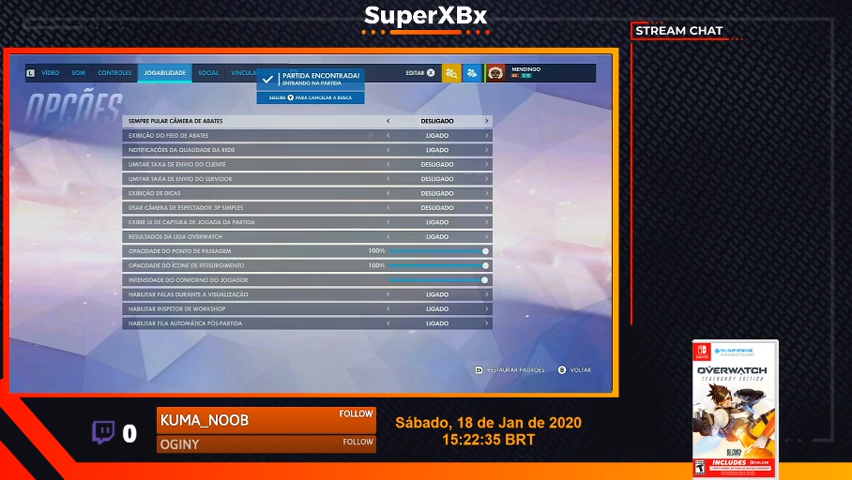 SuperXBx
STREAM CHAT
L VÍDEO SOM CONTROLES JOGABILIDADE SOCIAL VINCULA
EDITAR
MENDINGO
PARTIDA ENCONTRADA!
ENTRANDO NA PARTIDA
SEGURE Y PARA CANCELAR A BUSCA
OPÇÕES
SEMPRE PULAR CÂMERA DE ABATES DESLIGADO
EXIBIÇÃO DO FEED DE ABATES LIGADO
NOTIFICAÇÕES DA QUALIDADE DA REDE LIGADO
LIMITAR TAXA DE ENVIO DO CLIENTE DESLIGADO
LIMITAR TAXA DE ENVIO DO SERVIDOR DESLIGADO
EXIBIÇÃO DE DICAS DESLIGADO
USAR CÂMERA DE ESPECTADOR 3P SIMPLES DESLIGADO
EXIBIR UI DE CAPTURA DE JOGADA DA PARTIDA LIGADO
RESULTADOS DA LIGA OVERWATCH LIGADO
OPACIDADE DO PONTO DE PASSAGEM 100%
OPACIDADE DO ÍCONE DE RESSURGIMENTO 100%
INTENSIDADE DO CONTORNO DO JOGADOR
HABILITAR FALAS DURANTE A VISUALIZAÇÃO LIGADO
HABILITAR INSPETOR DE WORKSHOP LIGADO
HABILITAR FILA AUTOMÁTICA PÓS-PARTIDA LIGADO
RESTAURAR PADRÕES B VOLTAR
OVERWATCH
LEGENDARY EDITION
INCLUDES
0
KUMA_NOOB FOLLOW
OGINY FOLLOW
Sábado, 18 de Jan de 2020
15:22:35 BRT